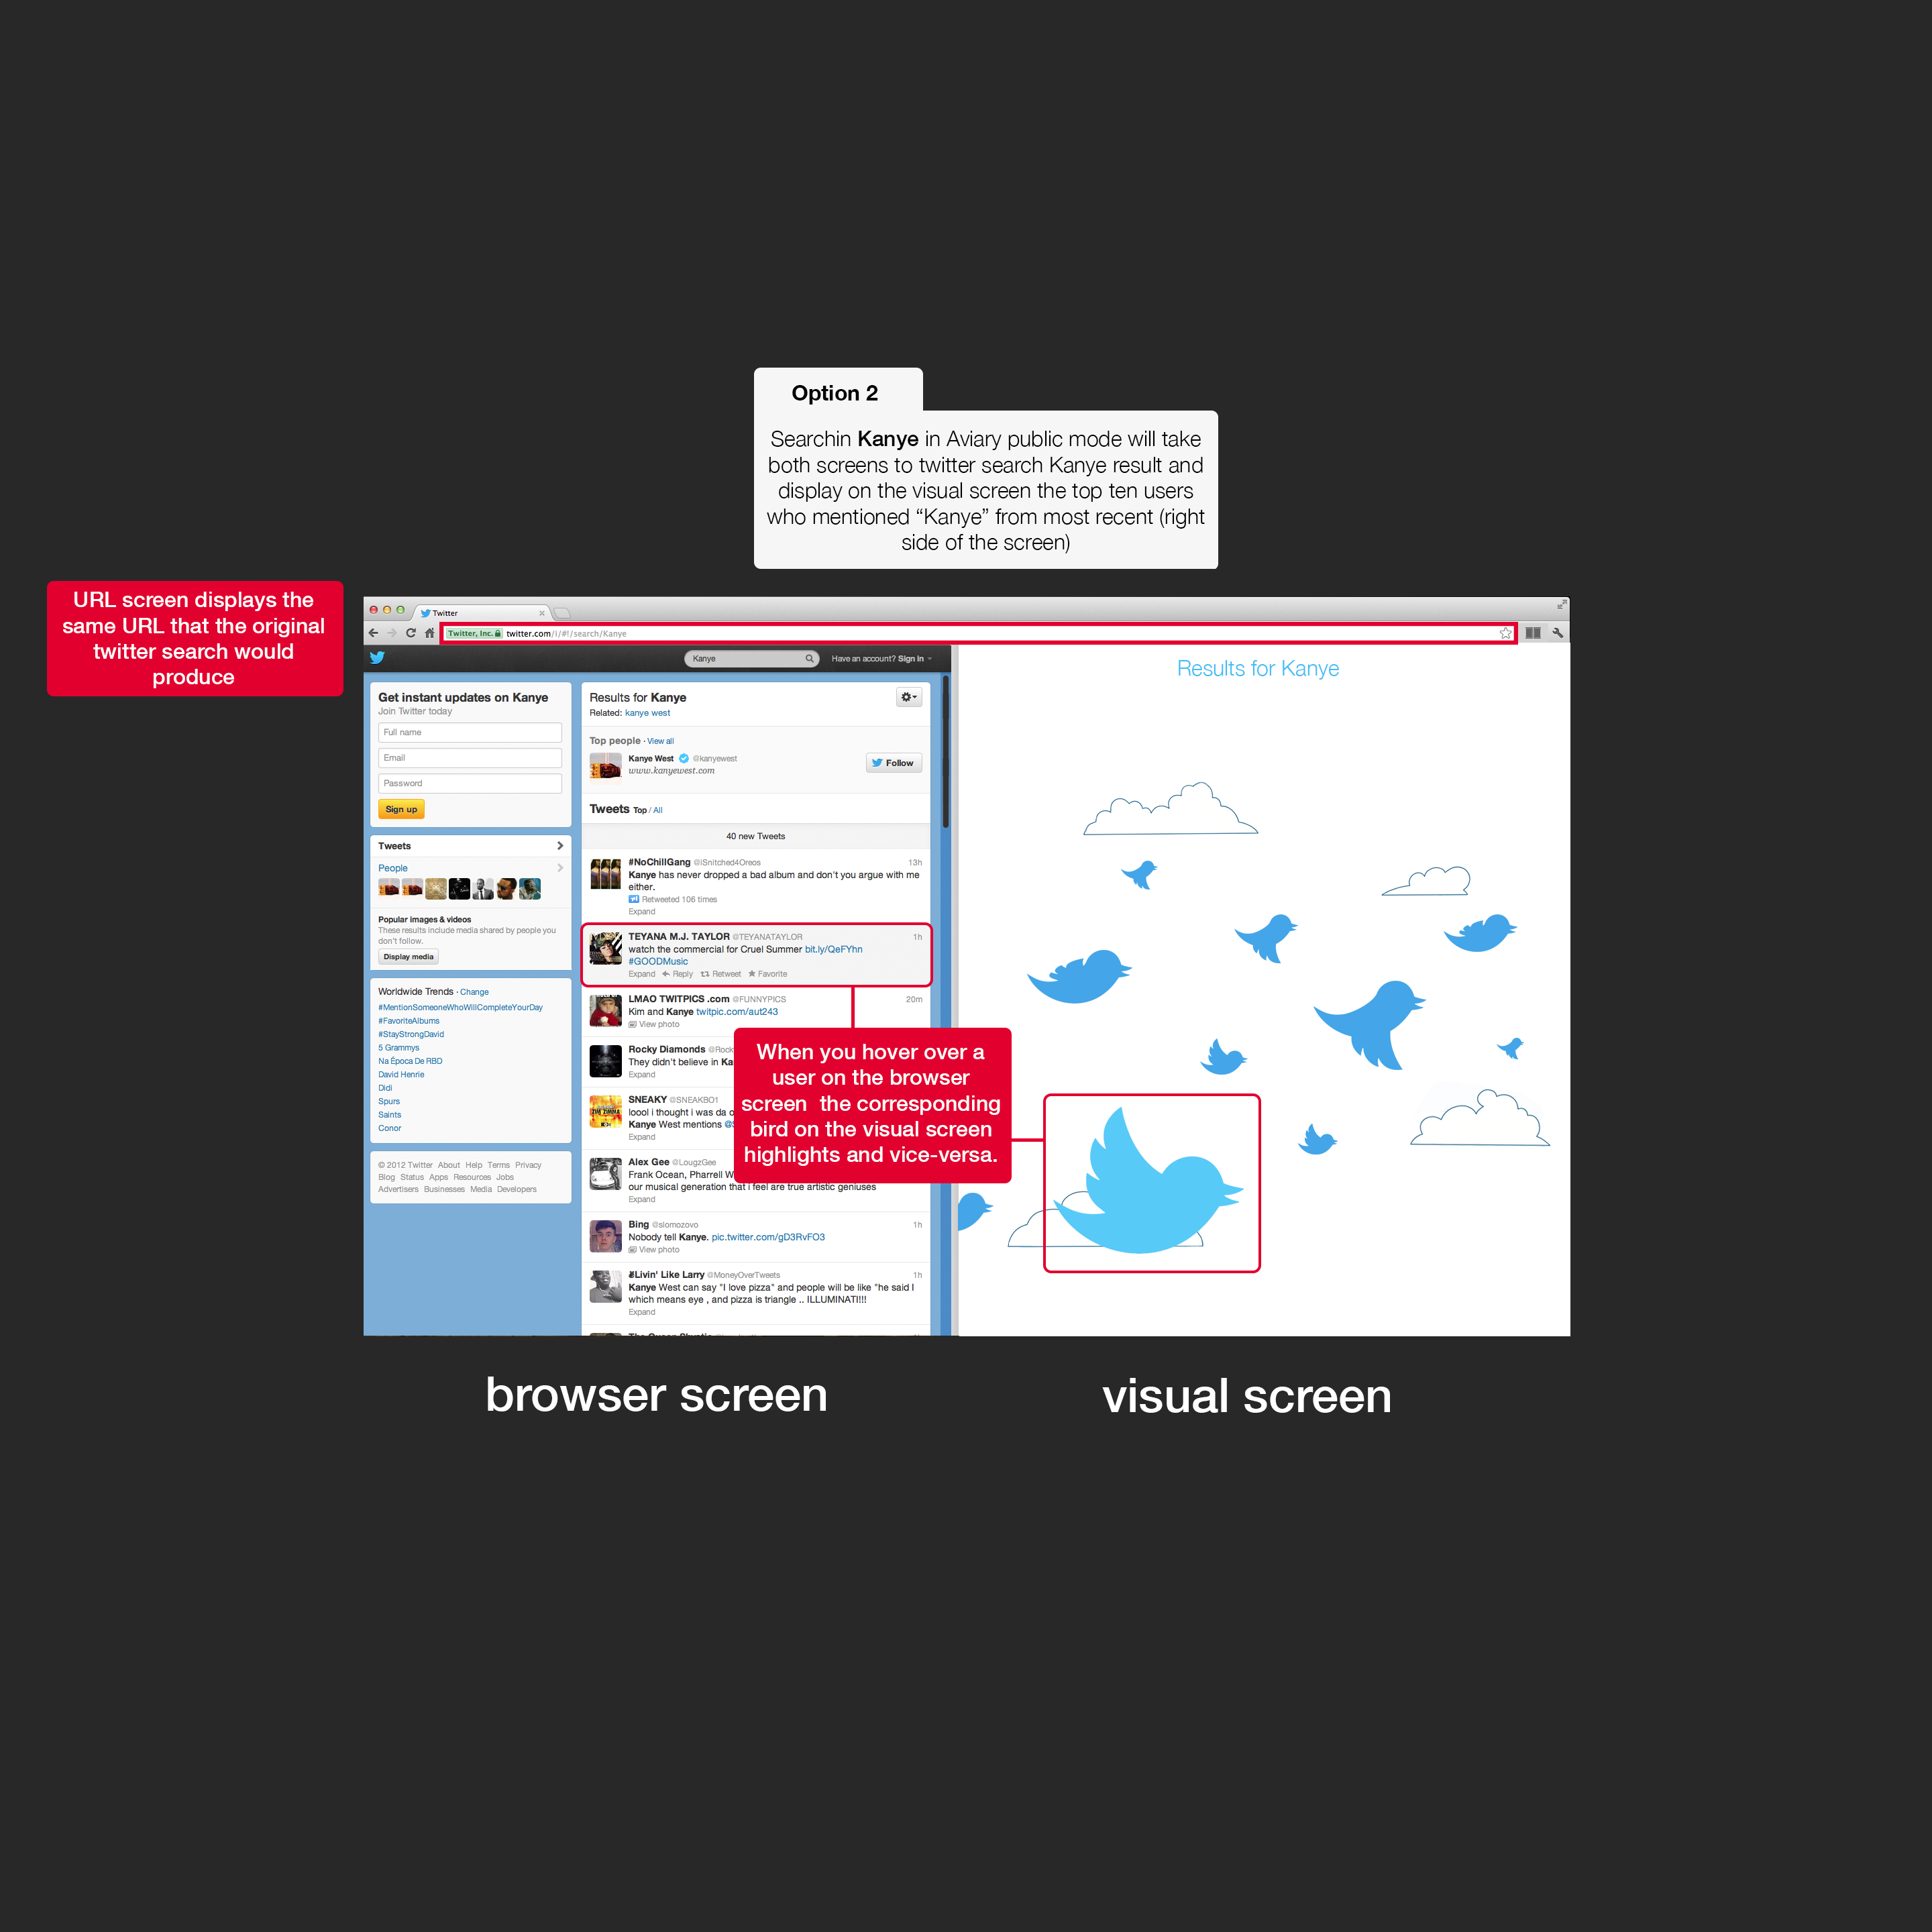 Option 2
Searchin Kanye in Aviary public mode will take
both screens to twitter search Kanye result and
display on the visual screen the top ten users
who mentioned “Kanye” from most recent (right
side of the screen)
URL screen displays the
same URL that the original
twitter search would
produce
Twitter
Twitter, Inc. twitter.com/i/#!/search/Kanye
Kanye
Have an account? Sign in
Get instant updates on Kanye
Join Twitter today
Full name
Email
Password
Sign up
Tweets
People
Popular images & videos
These results include media shared by people you
don't follow.
Display media
Worldwide Trends · Change
#MentionSomeoneWhoWillCompleteYourDay
#FavoriteAlbums
#StayStrongDavid
5 Grammys
Na Época De RBD
David Henrie
Didi
Spurs
Saints
Conor
© 2012 Twitter About Help Terms Privacy
Blog Status Apps Resources Jobs
Advertisers Businesses Media Developers
Results for Kanye
Related: kanye west
Top people · View all
Kanye West @kanyewest
www.kanyewest.com
Follow
Tweets Top / All
40 new Tweets
#NoChillGang @iSnitched4Oreos 13h
Kanye has never dropped a bad album and don't you argue with me
either.
Retweeted 106 times
Expand
TEYANA M.J. TAYLOR @TEYANATAYLOR 1h
watch the commercial for Cruel Summer bit.ly/QeFYhn
#GOODMusic
Expand Reply Retweet Favorite
LMAO TWITPICS .com @FUNNYPICS 20m
Kim and Kanye twitpic.com/aut243
View photo
Rocky Diamonds @Rock
They didn't believe in Ka
Expand
SNEAKY @SNEAKBO1
loool i thought i was da o
Kanye West mentions @S
Expand
Alex Gee @LougzGee
Frank Ocean, Pharrell W
our musical generation that i feel are true artistic geniuses
Expand
Bing @slomozovo 1h
Nobody tell Kanye. pic.twitter.com/gD3RvFO3
View photo
#Livin' Like Larry @MoneyOverTweets 1h
Kanye West can say "I love pizza" and people will be like "he said I
which means eye , and pizza is triangle .. ILLUMINATI!!!
Expand
When you hover over a
user on the browser
screen the corresponding
bird on the visual screen
highlights and vice-versa.
Results for Kanye
browser screen
visual screen